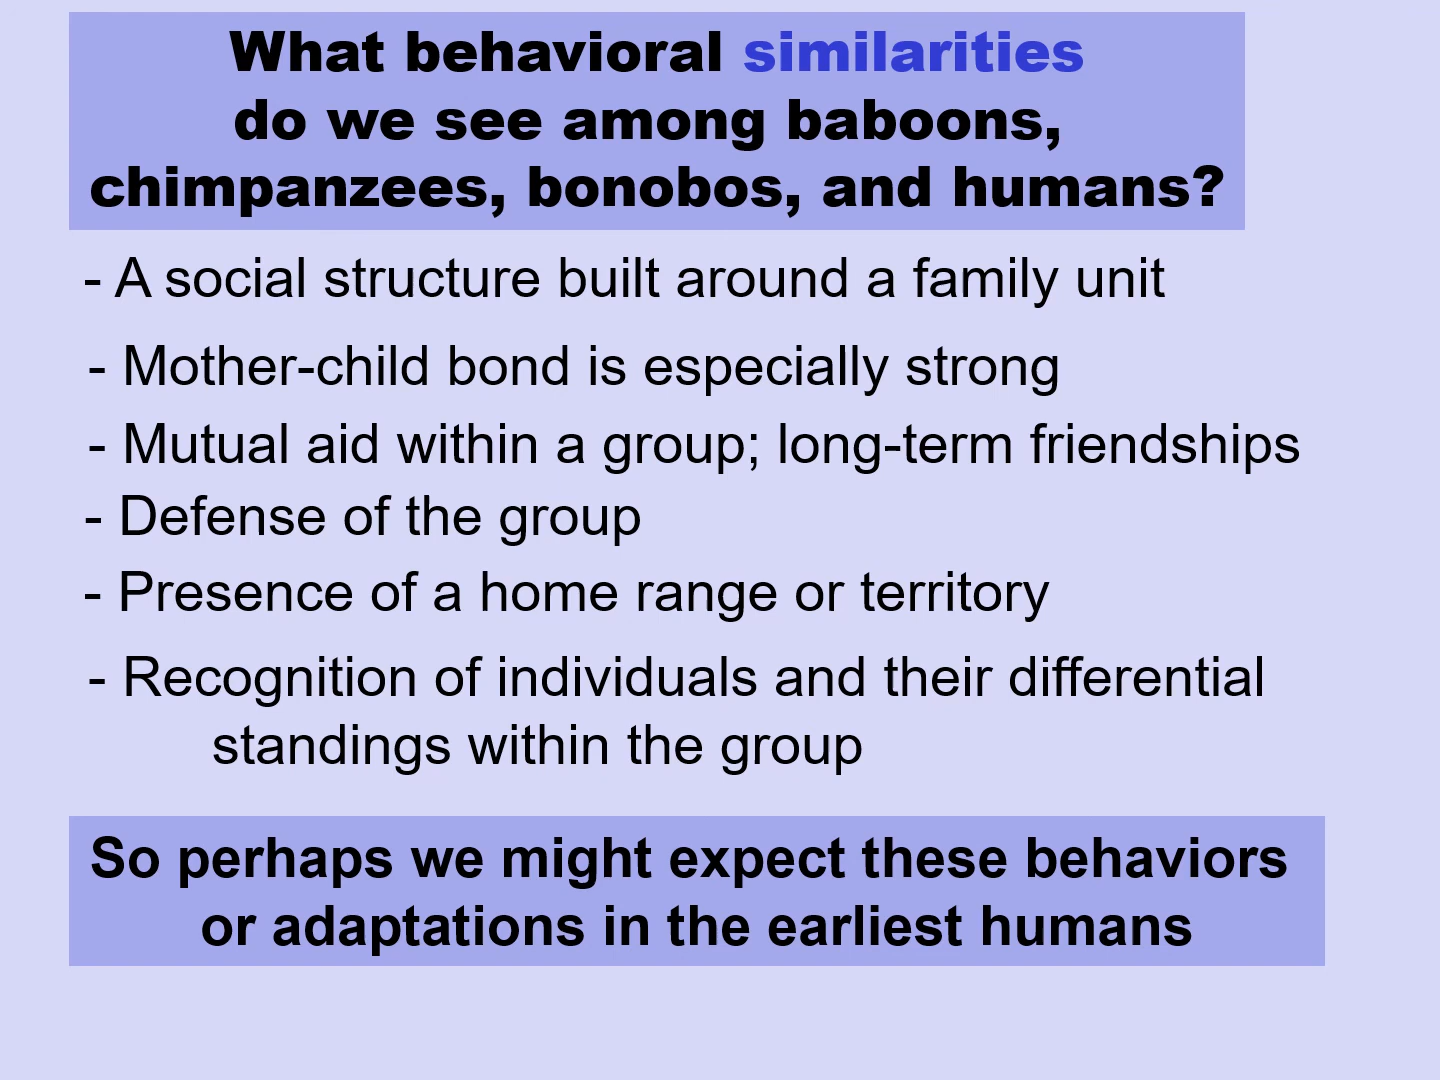 What behavioral similarities
do we see among baboons,
chimpanzees, bonobos, and humans?
- A social structure built around a family unit
- Mother-child bond is especially strong
- Mutual aid within a group; long-term friendships
- Defense of the group
- Presence of a home range or territory
- Recognition of individuals and their differential
standings within the group
So perhaps we might expect these behaviors
or adaptations in the earliest humans